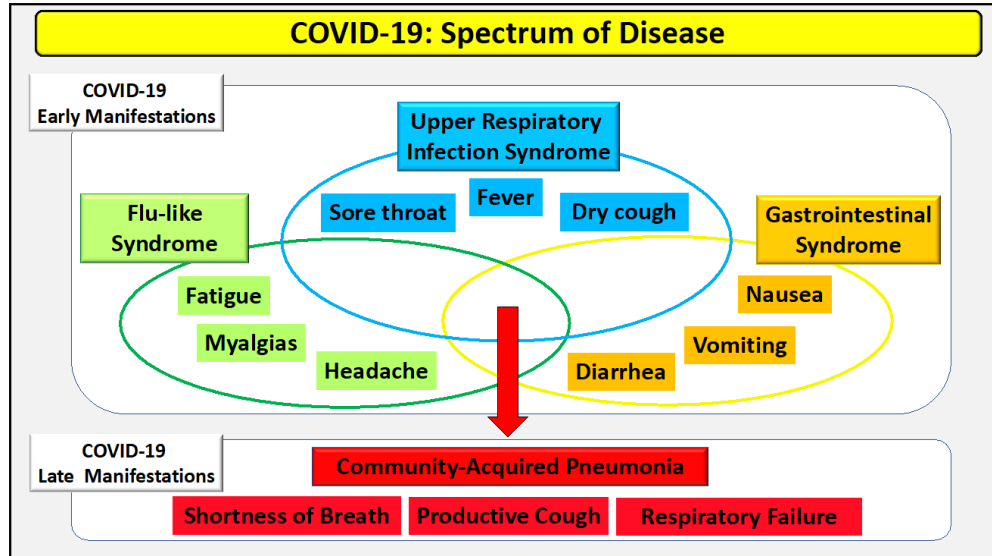 COVID-19: Spectrum of Disease
COVID-19
Early Manifestations
Upper Respiratory
Infection Syndrome
Sore throat
Fever
Dry cough
Flu-like
Syndrome
Gastrointestinal
Syndrome
Fatigue
Myalgias
Headache
Nausea
Vomiting
Diarrhea
COVID-19
Late Manifestations
Community-Acquired Pneumonia
Shortness of Breath
Productive Cough
Respiratory Failure